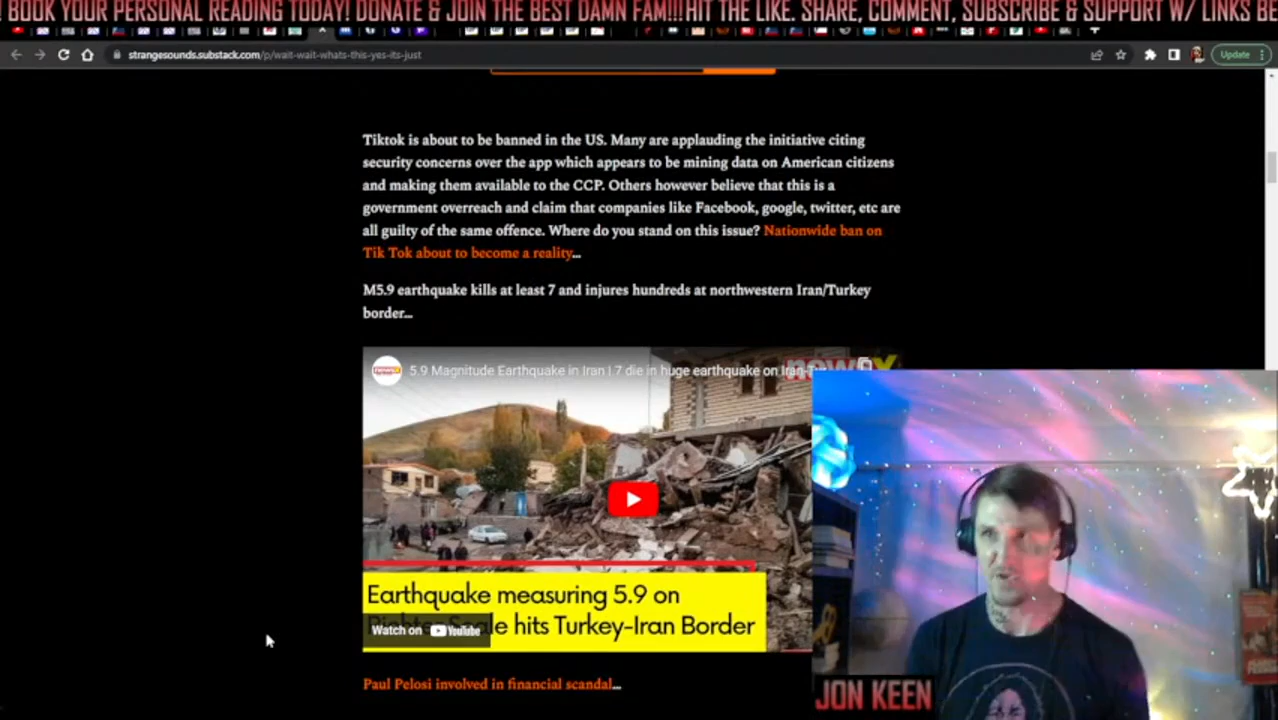 ! BOOK YOUR PERSONAL READING TODAY! DONATE & JOIN THE BEST DAMN FAM!!! HIT THE LIKE. SHARE, COMMENT, SUBSCRIBE & SUPPORT W/ LINKS BE
strangesounds.substack.com/p/wait-wait-whats-this-yes-its-just
Update
Tiktok is about to be banned in the US. Many are applauding the initiative citing
security concerns over the app which appears to be mining data on American citizens
and making them available to the CCP. Others however believe that this is a
government overreach and claim that companies like Facebook, google, twitter, etc are
all guilty of the same offence. Where do you stand on this issue? Nationwide ban on
Tik Tok about to become a reality...
M5.9 earthquake kills at least 7 and injures hundreds at northwestern Iran/Turkey
border...
5.9 Magnitude Earthquake in Iran | 7 die in huge earthquake on Iran-Tu
Earthquake measuring 5.9 on
hits Turkey-Iran Border
Watch on YouTube
Paul Pelosi involved in financial scandal...
JON KEEN